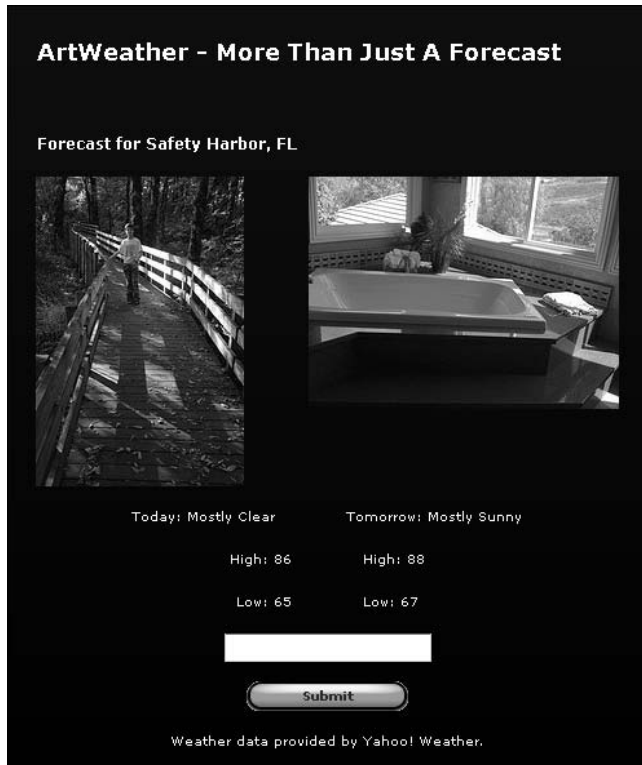 ArtWeather - More Than Just A Forecast
Forecast for Safety Harbor, FL
Today: Mostly Clear Tomorrow: Mostly Sunny
High: 86 High: 88
Low: 65 Low: 67
Submit
Weather data provided by Yahoo! Weather.